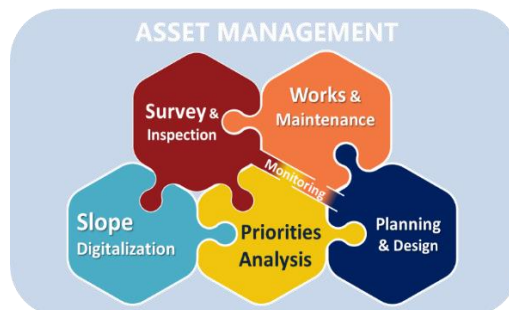 ASSET MANAGEMENT
Survey &
Inspection
Works &
Maintenance
Monitoring
Slope
Digitalization
Priorities
Analysis
Planning
& Design